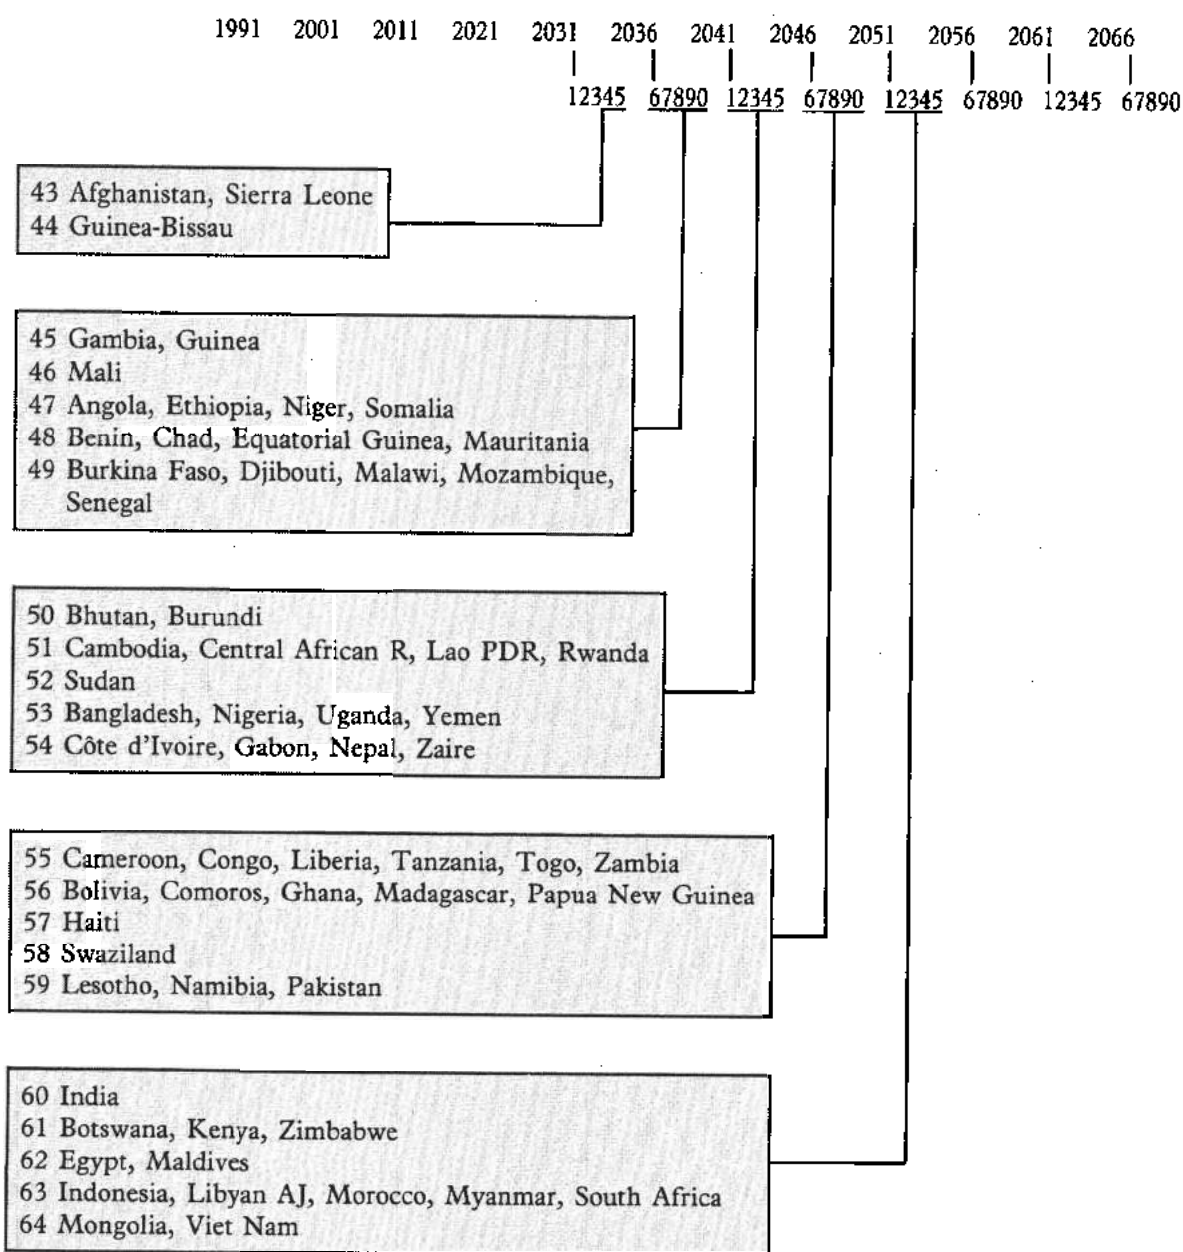 1991 2001 2011 2021 2031 2036 2041 2046 2051 2056 2061 2066
12345 67890 12345 67890 12345 67890 12345 67890
43 Afghanistan, Sierra Leone
44 Guinea-Bissau
45 Gambia, Guinea
46 Mali
47 Angola, Ethiopia, Niger, Somalia
48 Benin, Chad, Equatorial Guinea, Mauritania
49 Burkina Faso, Djibouti, Malawi, Mozambique,
Senegal
50 Bhutan, Burundi
51 Cambodia, Central African R, Lao PDR, Rwanda
52 Sudan
53 Bangladesh, Nigeria, Uganda, Yemen
54 Côte d'Ivoire, Gabon, Nepal, Zaire
55 Cameroon, Congo, Liberia, Tanzania, Togo, Zambia
56 Bolivia, Comoros, Ghana, Madagascar, Papua New Guinea
57 Haiti
58 Swaziland
59 Lesotho, Namibia, Pakistan
60 India
61 Botswana, Kenya, Zimbabwe
62 Egypt, Maldives
63 Indonesia, Libyan AJ, Morocco, Myanmar, South Africa
64 Mongolia, Viet Nam